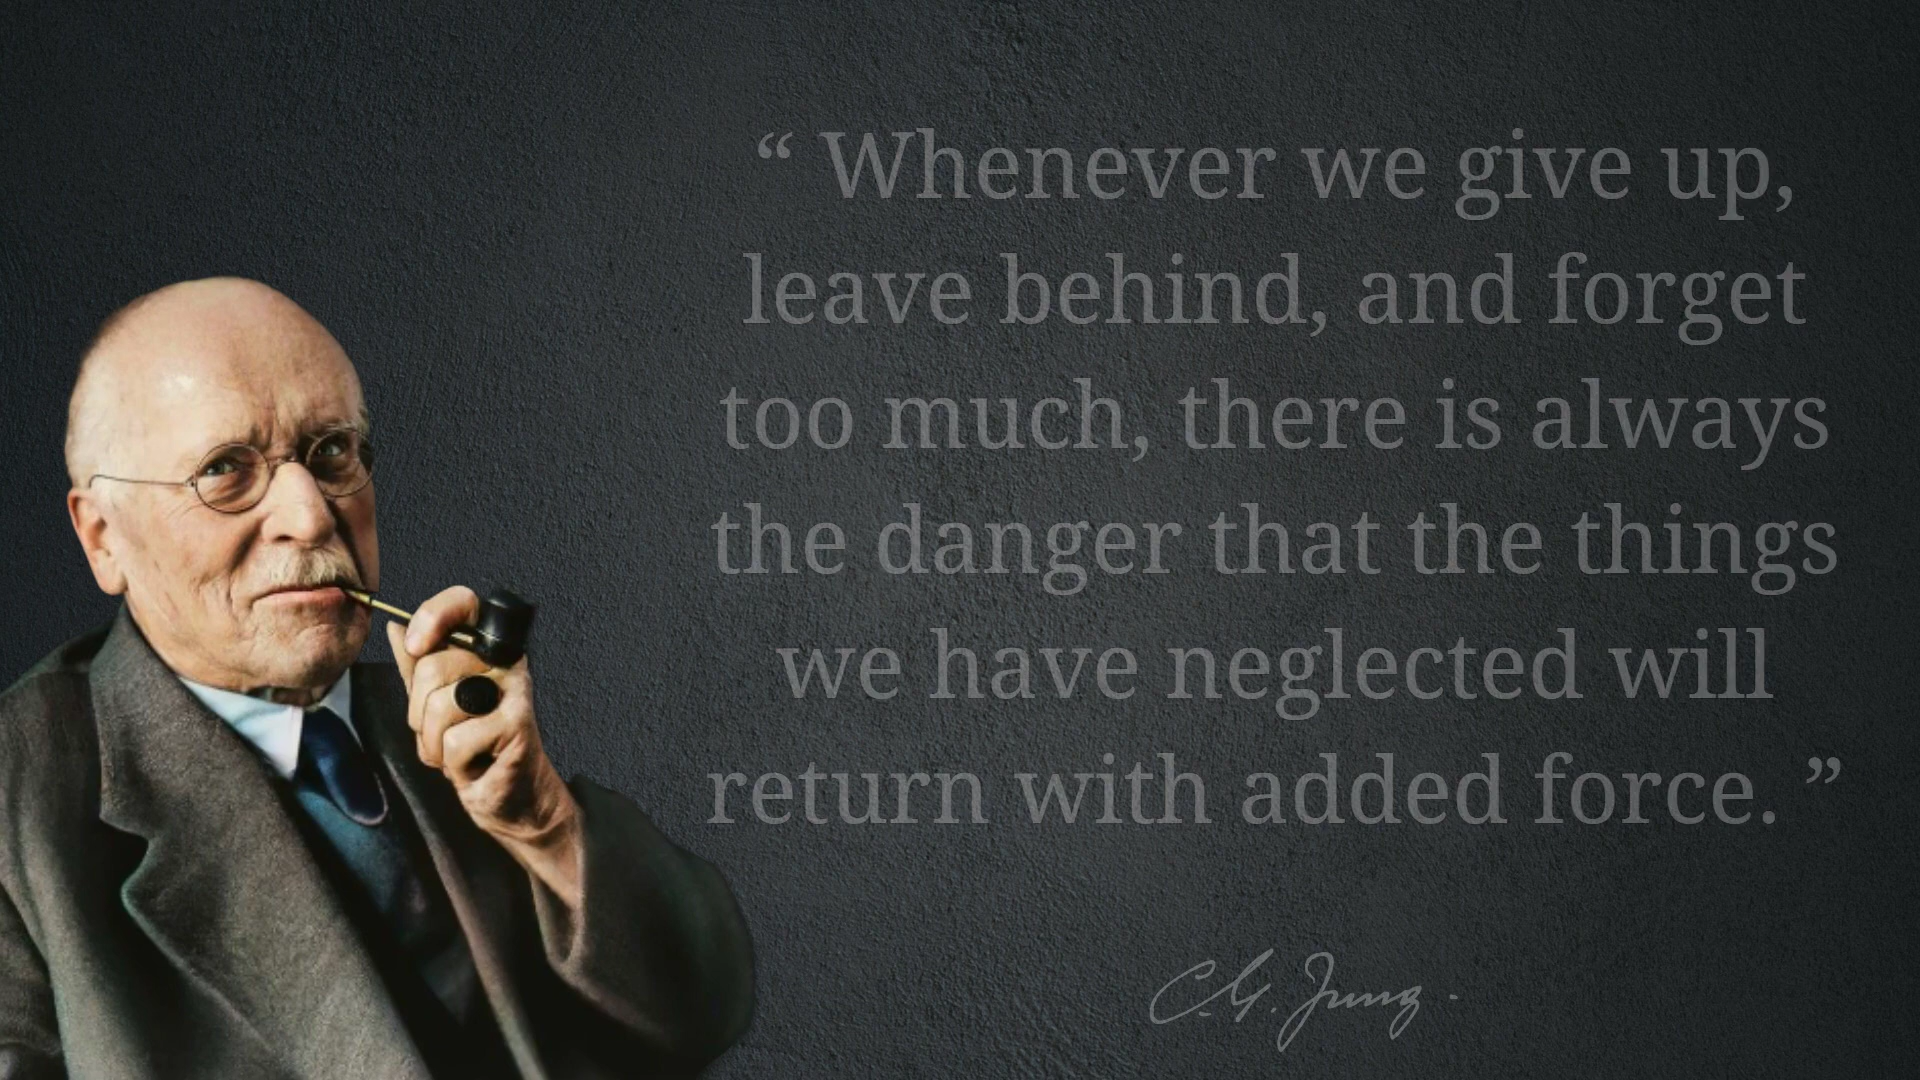 “ Whenever we give up,
leave behind, and forget
too much, there is always
the danger that the things
we have neglected will
return with added force. ”
C. G. Jung.